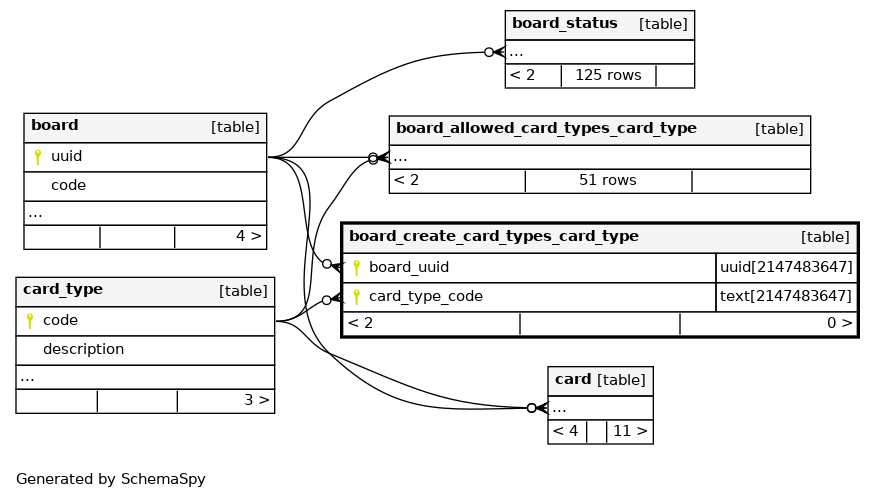 board_status [table]
...
< 2 125 rows
board [table]
uuid
code
...
4 >
board_allowed_card_types_card_type [table]
...
< 2 51 rows
board_create_card_types_card_type [table]
board_uuid uuid[2147483647]
card_type_code text[2147483647]
< 2 0 >
card_type [table]
code
description
...
3 >
card [table]
...
< 4 11 >
Generated by SchemaSpy